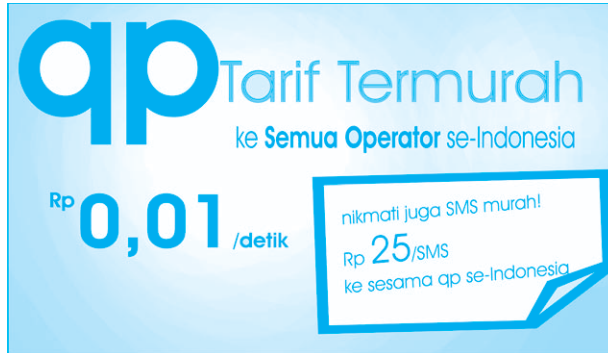 qp Tarif Termurah
ke Semua Operator se-Indonesia
Rp 0,01 /detik
nikmati juga SMS murah!
Rp 25/SMS
ke sesama qp se-Indonesia